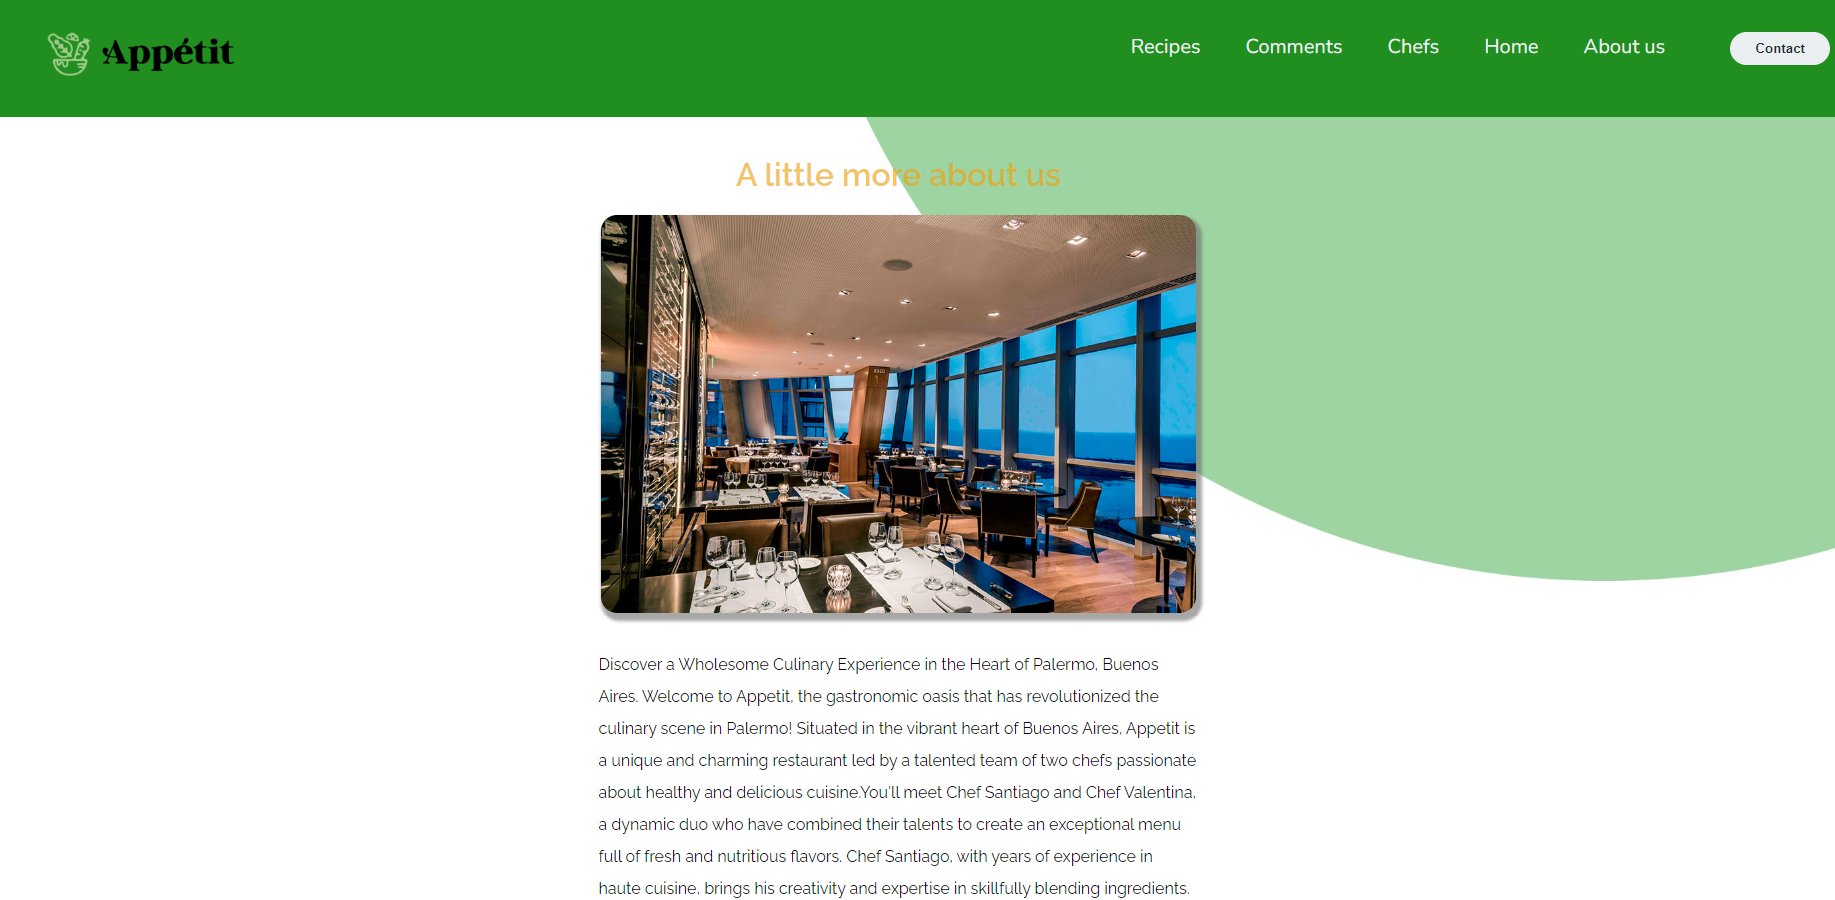 Appétit
Recipes
Comments
Chefs
Home
About us
Contact
A little more about us
Discover a Wholesome Culinary Experience in the Heart of Palermo, Buenos
Aires. Welcome to Appetit, the gastronomic oasis that has revolutionized the
culinary scene in Palermo! Situated in the vibrant heart of Buenos Aires, Appetit is
a unique and charming restaurant led by a talented team of two chefs passionate
about healthy and delicious cuisine.You'll meet Chef Santiago and Chef Valentina,
a dynamic duo who have combined their talents to create an exceptional menu
full of fresh and nutritious flavors. Chef Santiago, with years of experience in
haute cuisine, brings his creativity and expertise in skillfully blending ingredients.